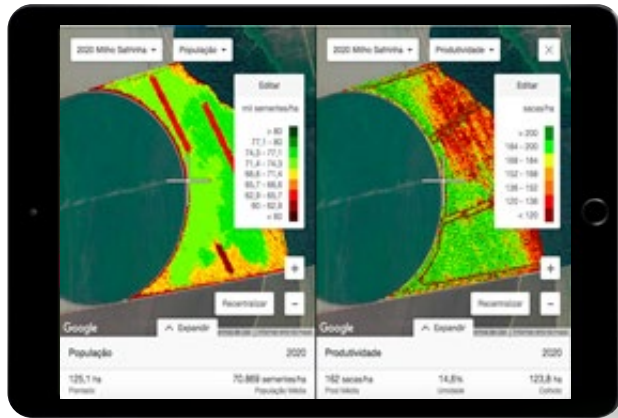 2020 Milho Safrinha
População
Editar
mil sementes/ha
> 80
77,1 - 80
74,3 - 77,1
71,4 - 74,3
68,6 - 71,4
65,7 - 68,6
62,9 - 65,7
60 - 62,9
< 60
+
Recentralizar
−
Google
Expandir
População 2020
125,1 ha 70.869 sementes/ha
Plantado População Média
2020 Milho Safrinha
Produtividade
×
Editar
sacas/ha
> 200
184 - 200
168 - 184
152 - 168
136 - 152
120 - 136
< 120
+
Recentralizar
−
Google
Expandir
Produtividade 2020
162 sacas/ha 14,6% 123,8 ha
Prod Média Umidade Colhido